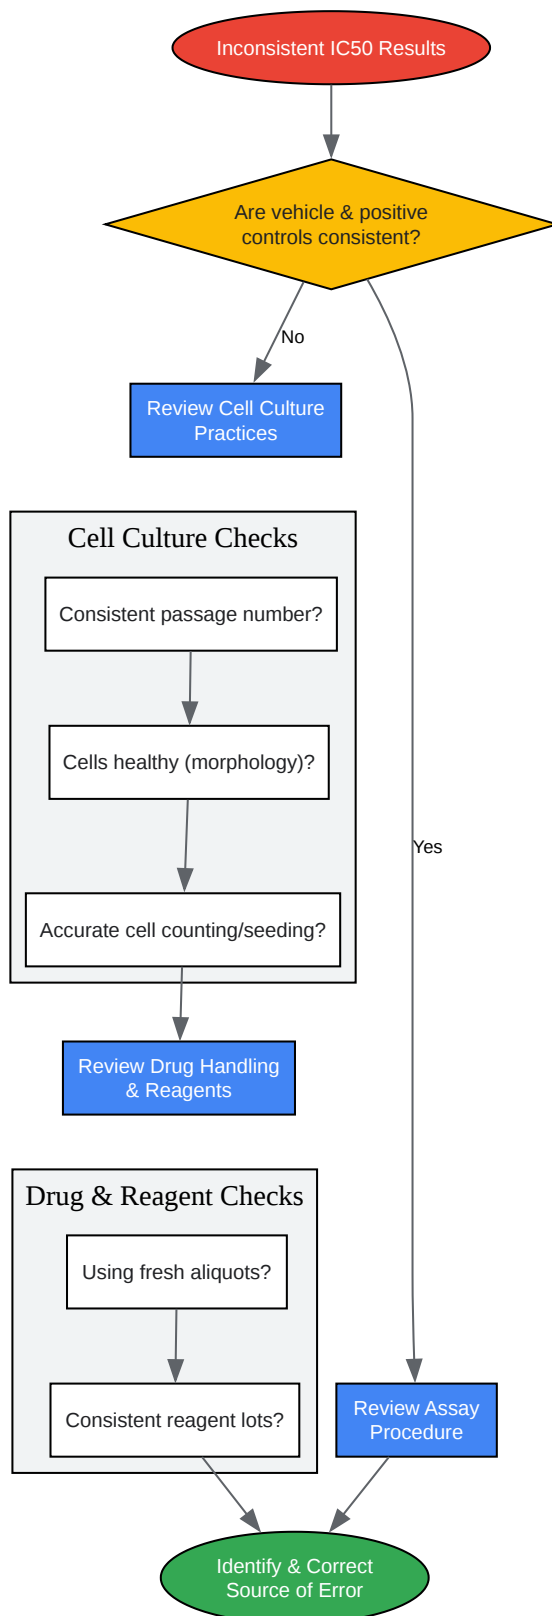 Inconsistent IC50 Results
Are vehicle & positive
controls consistent?
No
Review Cell Culture
Practices
Cell Culture Checks
Consistent passage number?
Cells healthy (morphology)?
Yes
Accurate cell counting/seeding?
Review Drug Handling
& Reagents
Drug & Reagent Checks
Using fresh aliquots?
Consistent reagent lots?
Review Assay
Procedure
Identify & Correct
Source of Error